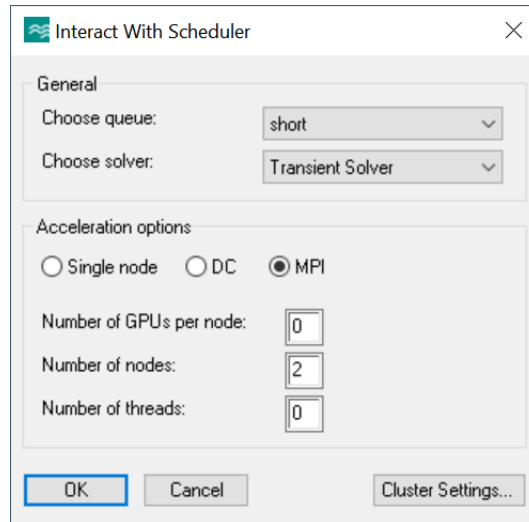 Interact With Scheduler
General
Choose queue: short
Choose solver: Transient Solver
Acceleration options
Single node DC MPI
Number of GPUs per node: 0
Number of nodes: 2
Number of threads: 0
OK Cancel Cluster Settings...